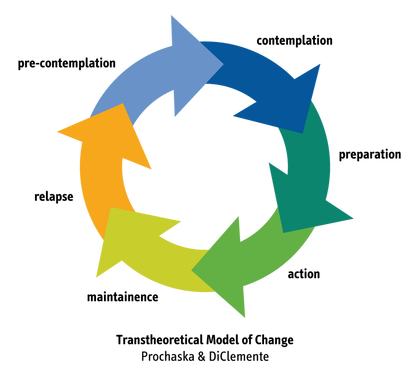 contemplation
pre-contemplation
preparation
relapse
action
maintainence
Transtheoretical Model of Change
Prochaska & DiClemente